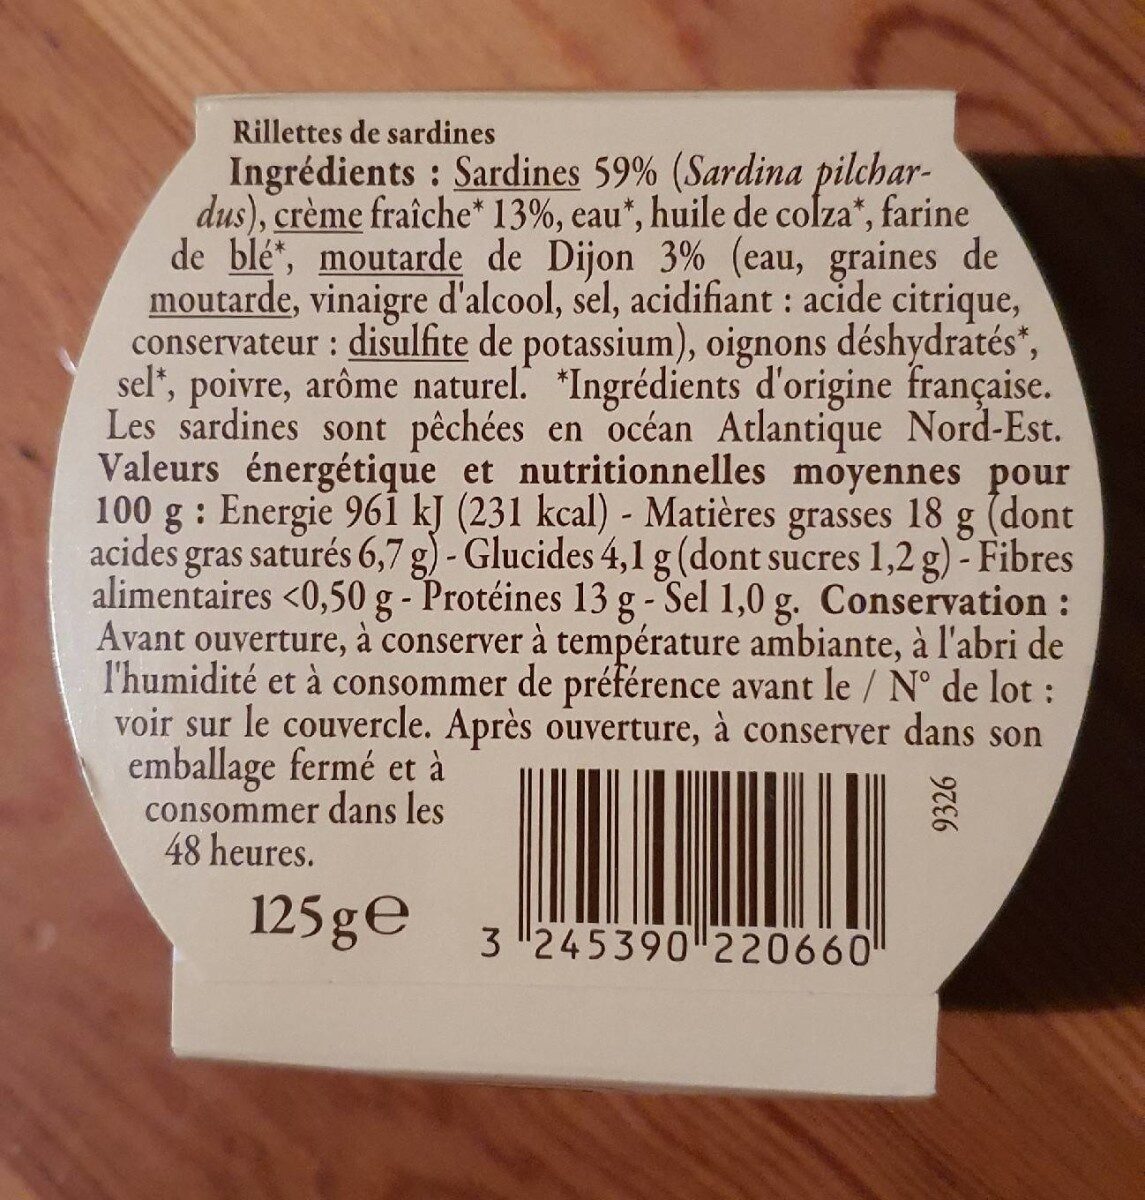 Rillettes de sardines
Ingrédients : Sardines 59% (Sardina pilchar-
dus), crème fraîche* 13%, eau*, huile de colza*, farine
de blé*, moutarde de Dijon 3% (eau, graines de
moutarde, vinaigre d'alcool, sel, acidifiant : acide citrique,
conservateur : disulfite de potassium), oignons déshydratés*,
sel*, poivre, arôme naturel. *Ingrédients d'origine française.
Les sardines sont pêchées en océan Atlantique Nord-Est.
Valeurs énergétique et nutritionnelles moyennes pour
100 g : Energie 961 kJ (231 kcal) - Matières grasses 18 g (dont
acides gras saturés 6,7 g) - Glucides 4,1 g (dont sucres 1,2 g) - Fibres
alimentaires <0,50 g - Protéines 13 g - Sel 1,0 g. Conservation :
Avant ouverture, à conserver à température ambiante, à l'abri de
l'humidité et à consommer de préférence avant le / N° de lot :
voir sur le couvercle. Après ouverture, à conserver dans son
emballage fermé et à
consommer dans les
48 heures.
125 g e
3 245390 220660
9326